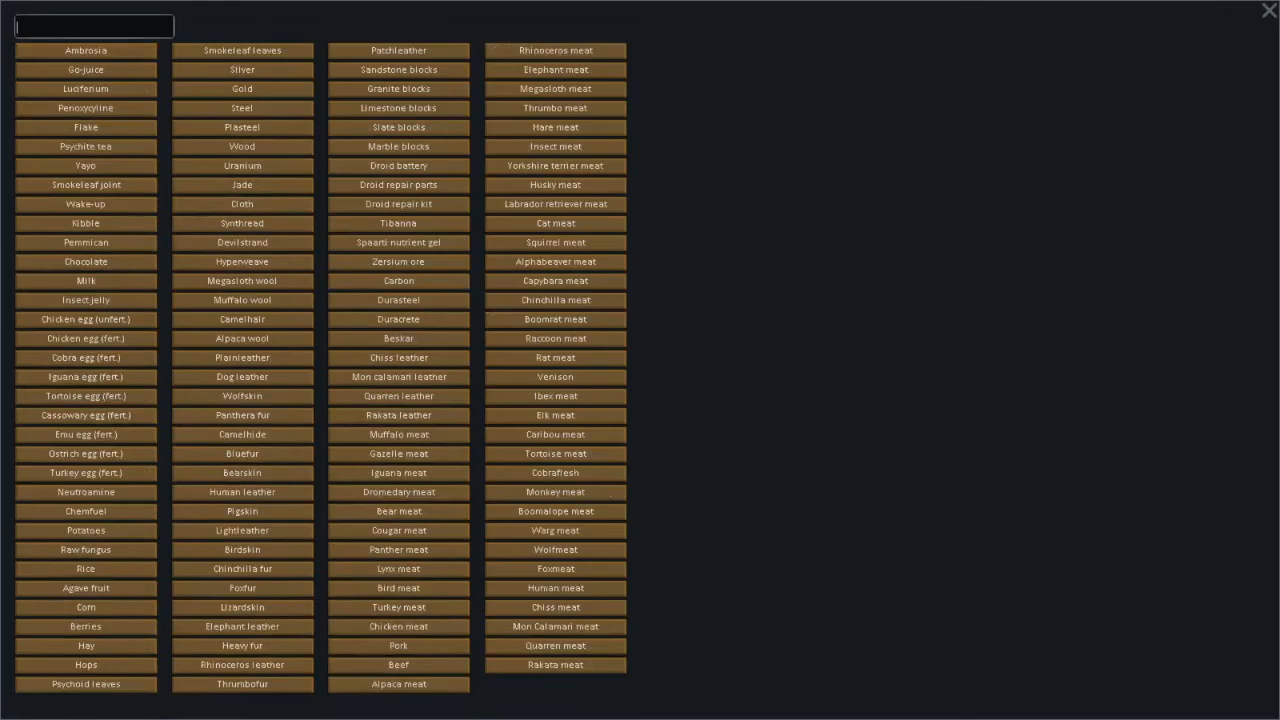 Ambrosia
Go-juice
Luciferium
Penoxycyline
Flake
Psychite tea
Yayo
Smokeleaf joint
Wake-up
Kibble
Pemmican
Chocolate
Milk
Insect jelly
Chicken egg (unfert.)
Chicken egg (fert.)
Cobra egg (fert.)
Iguana egg (fert.)
Tortoise egg (fert.)
Cassowary egg (fert.)
Emu egg (fert.)
Ostrich egg (fert.)
Turkey egg (fert.)
Neutroamine
Chemfuel
Potatoes
Raw fungus
Rice
Agave fruit
Corn
Berries
Hay
Hops
Psychoid leaves
Smokeleaf leaves
Silver
Gold
Steel
Plasteel
Wood
Uranium
Jade
Cloth
Synthread
Devilstrand
Hyperweave
Megasloth wool
Muffalo wool
Camelhair
Alpaca wool
Plainleather
Dog leather
Wolfskin
Panthera fur
Camelhide
Bluefur
Bearskin
Human leather
Pigskin
Lightleather
Birdskin
Chinchilla fur
Foxfur
Lizardskin
Elephant leather
Heavy fur
Rhinoceros leather
Thrumbofur
Patchleather
Sandstone blocks
Granite blocks
Limestone blocks
Slate blocks
Marble blocks
Droid battery
Droid repair parts
Droid repair kit
Tibanna
Spaarti nutrient gel
Zersium ore
Carbon
Durasteel
Duracrete
Beskar
Chiss leather
Mon calamari leather
Quarren leather
Rakata leather
Muffalo meat
Gazelle meat
Iguana meat
Dromedary meat
Bear meat
Cougar meat
Panther meat
Lynx meat
Bird meat
Turkey meat
Chicken meat
Pork
Beef
Alpaca meat
Rhinoceros meat
Elephant meat
Megasloth meat
Thrumbo meat
Hare meat
Insect meat
Yorkshire terrier meat
Husky meat
Labrador retriever meat
Cat meat
Squirrel meat
Alphabeaver meat
Capybara meat
Chinchilla meat
Boomrat meat
Raccoon meat
Rat meat
Venison
Ibex meat
Elk meat
Caribou meat
Tortoise meat
Cobraflesh
Monkey meat
Boomalope meat
Warg meat
Wolfmeat
Foxmeat
Human meat
Chiss meat
Mon Calamari meat
Quarren meat
Rakata meat